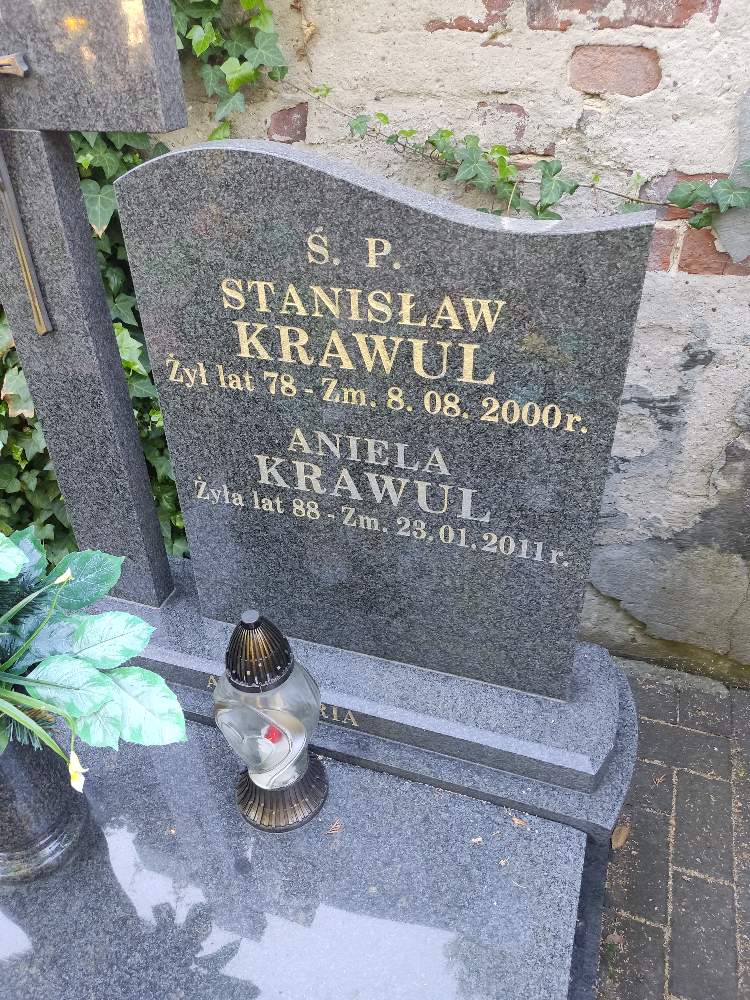 Ś. P.
STANISŁAW
KRAWUL
Żył lat 78 - Zm. 8. 08. 2000r.
ANIELA
KRAWUL
Żyła lat 88 - Zm. 23.01.2011r.